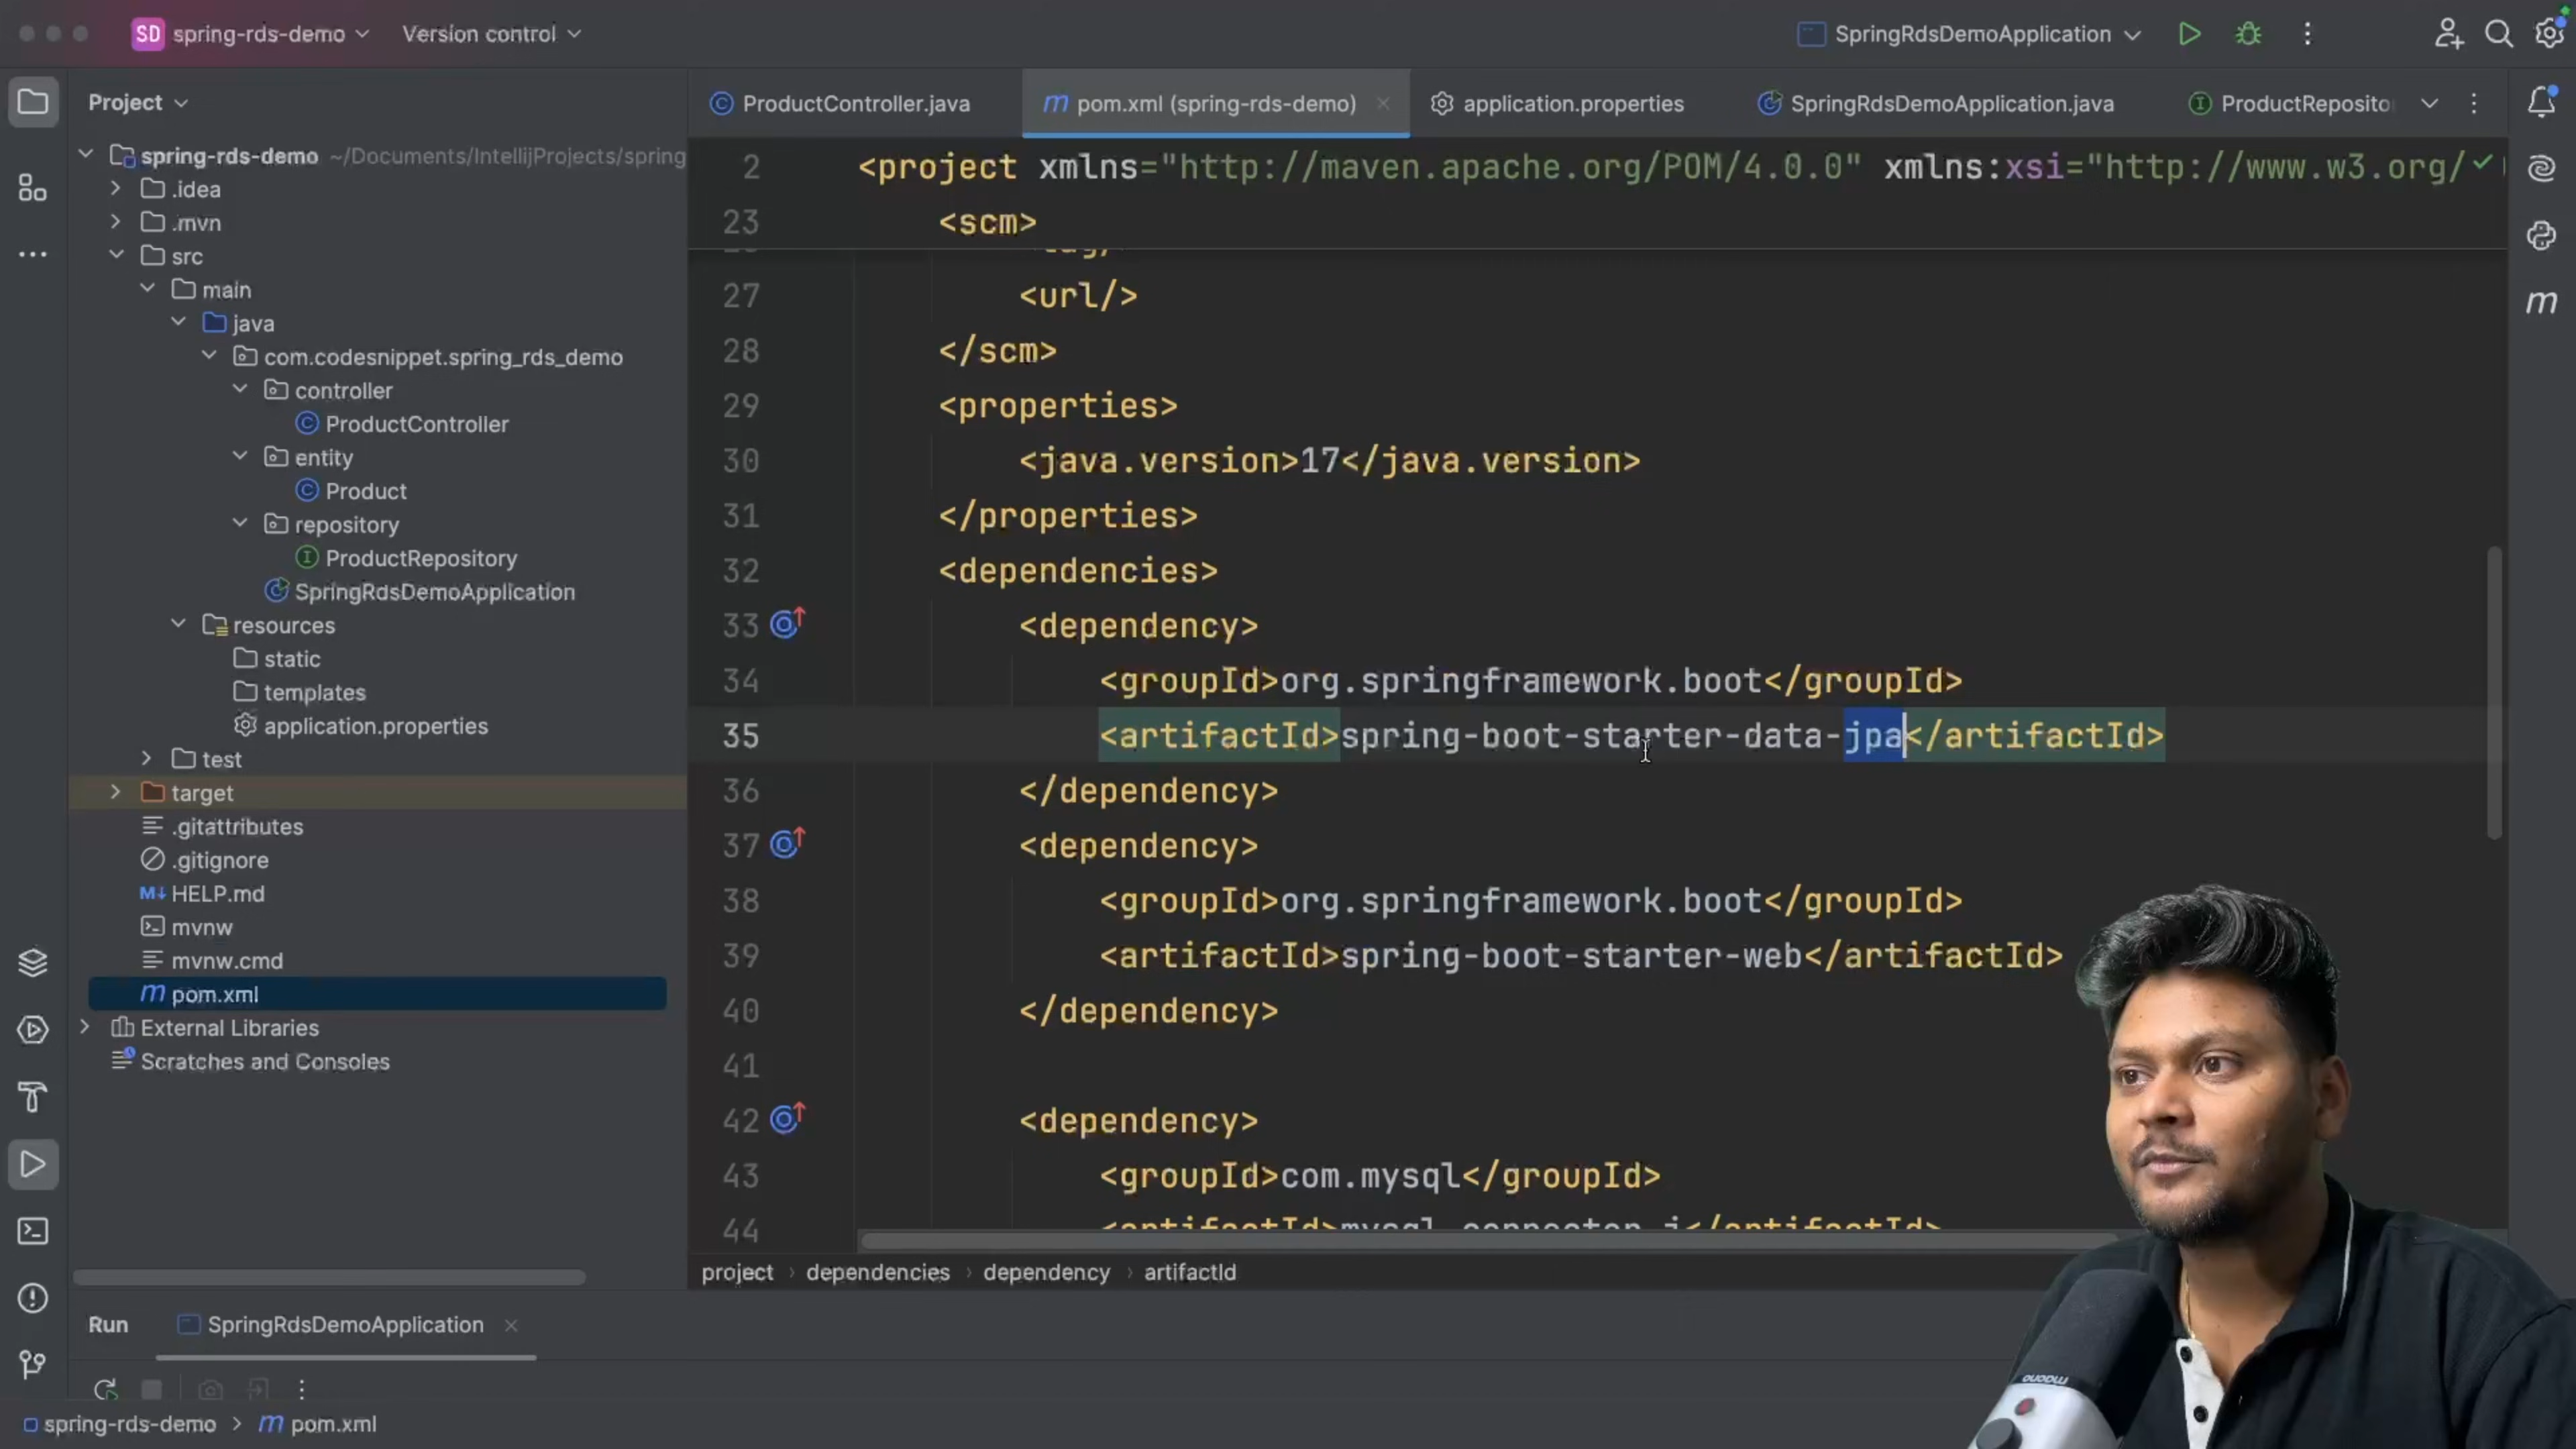 SD spring-rds-demo Version control SpringRdsDemoApplication
Project
ProductController.java pom.xml (spring-rds-demo) application.properties SpringRdsDemoApplication.java ProductReposito
spring-rds-demo ~/Documents/IntellijProjects/spring
.idea
.mvn
src
main
java
com.codesnippet.spring_rds_demo
controller
ProductController
entity
Product
repository
ProductRepository
SpringRdsDemoApplication
resources
static
templates
application.properties
test
target
.gitattributes
.gitignore
M↓ HELP.md
mvnw
mvnw.cmd
m pom.xml
External Libraries
Scratches and Consoles
2 <project xmlns="http://maven.apache.org/POM/4.0.0" xmlns:xsi="http://www.w3.org/
23 <scm>
27 <url/>
28 </scm>
29 <properties>
30 <java.version>17</java.version>
31 </properties>
32 <dependencies>
33 <dependency>
34 <groupId>org.springframework.boot</groupId>
35 <artifactId>spring-boot-starter-data-jpa</artifactId>
36 </dependency>
37 <dependency>
38 <groupId>org.springframework.boot</groupId>
39 <artifactId>spring-boot-starter-web</artifactId>
40 </dependency>
41
42 <dependency>
43 <groupId>com.mysql</groupId>
44 <artifactId>mysql-connector-j</artifactId>
project › dependencies › dependency › artifactId
Run SpringRdsDemoApplication
spring-rds-demo > m pom.xml
maono